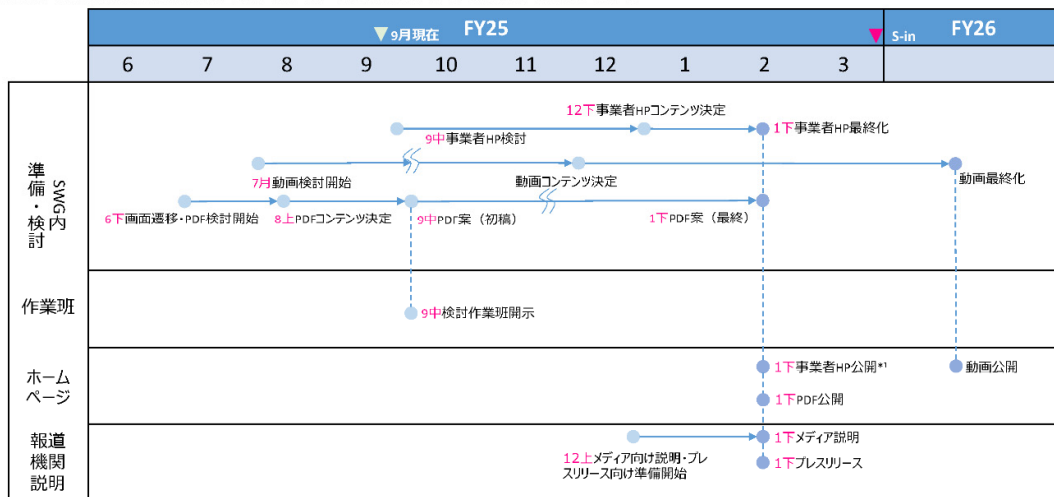 9月現在 FY25 S-in FY26
6 7 8 9 10 11 12 1 2 3
SWG内
準備・検討
12下事業者HPコンテンツ決定
9中事業者HP検討
1下事業者HP最終化
7月動画検討開始
動画コンテンツ決定
動画最終化
6下画面遷移・PDF検討開始
8上PDFコンテンツ決定
9中PDF案（初稿）
1下PDF案（最終）
作業班
9中検討作業班開示
ホーム
ページ
1下事業者HP公開*1
動画公開
1下PDF公開
報道
機関
説明
12上メディア向け説明・プレ
スリリース向け準備開始
1下メディア説明
1下プレスリリース